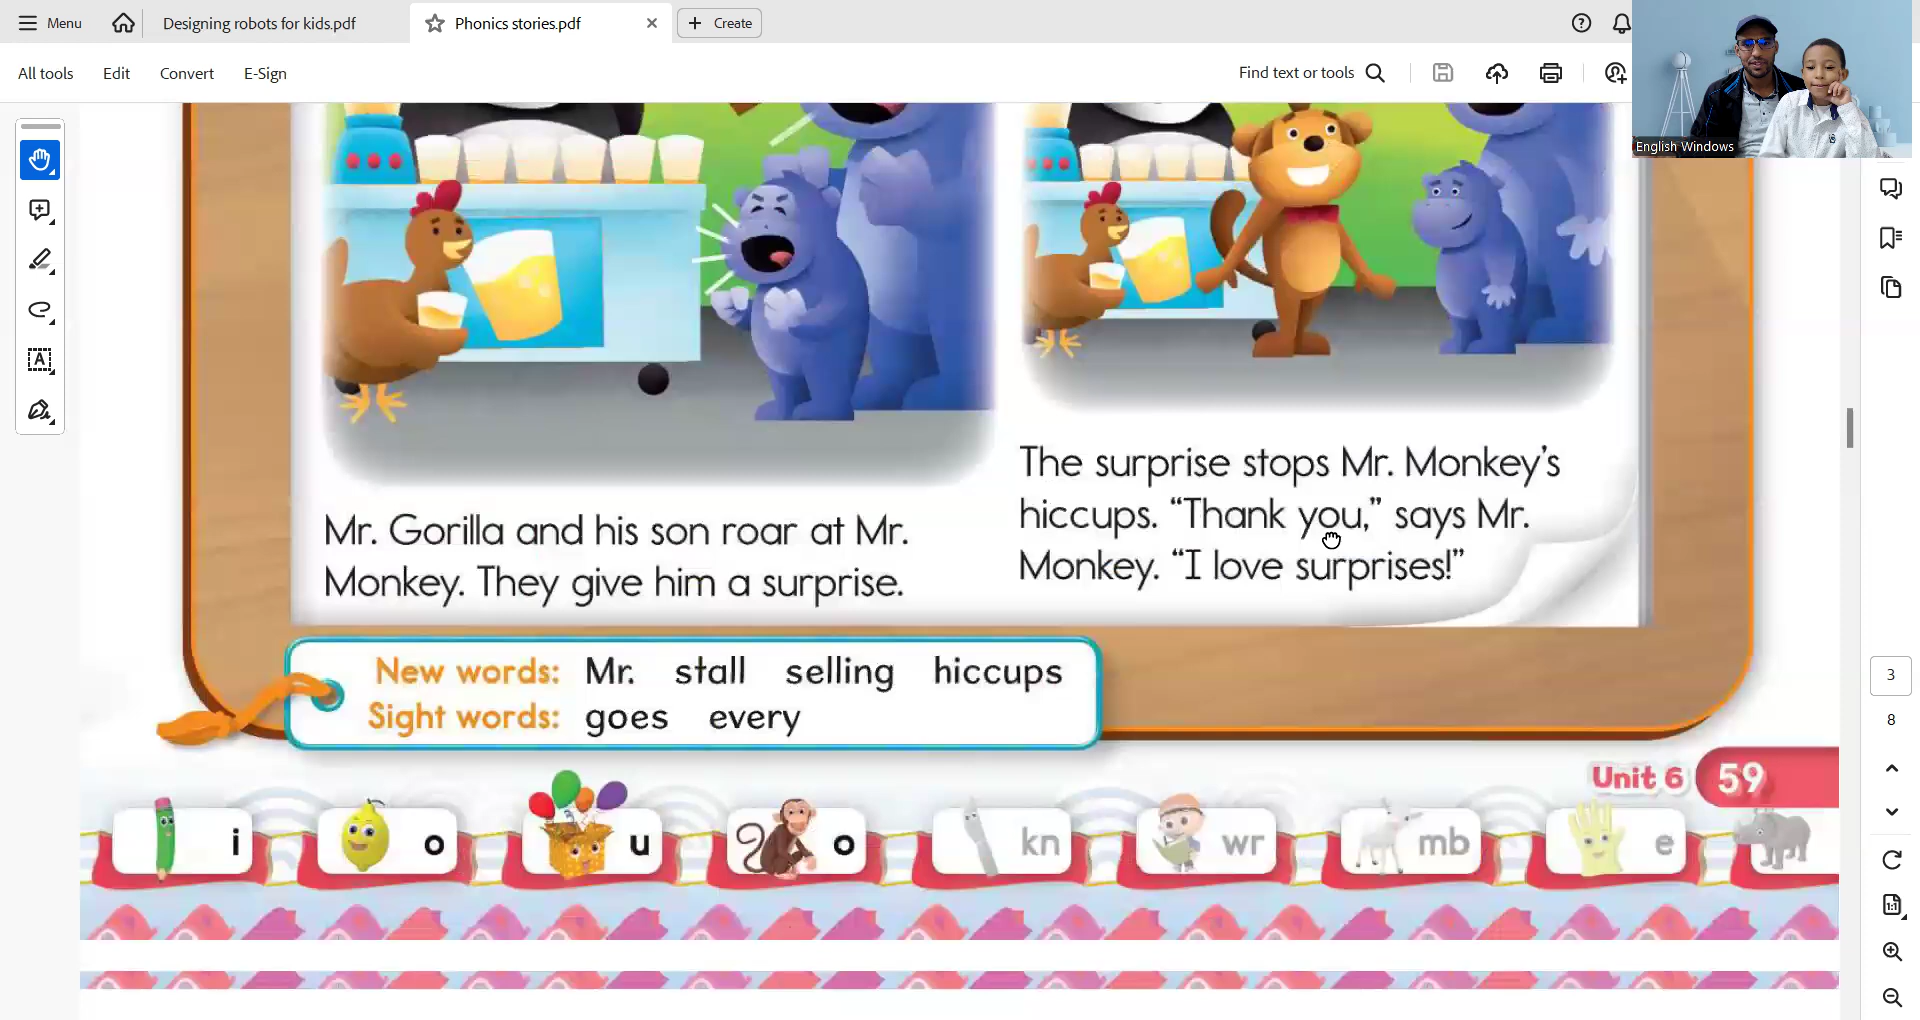 Menu
Designing robots for kids.pdf
Phonics stories.pdf
Create
All tools
Edit
Convert
E-Sign
Find text or tools
English Windows
Mr. Gorilla and his son roar at Mr.
Monkey. They give him a surprise.
The surprise stops Mr. Monkey’s
hiccups. “Thank you,” says Mr.
Monkey. “I love surprises!”
New words: Mr. stall selling hiccups
Sight words: goes every
Unit 6 59
i o u o kn wr mb e
3
8
1:1